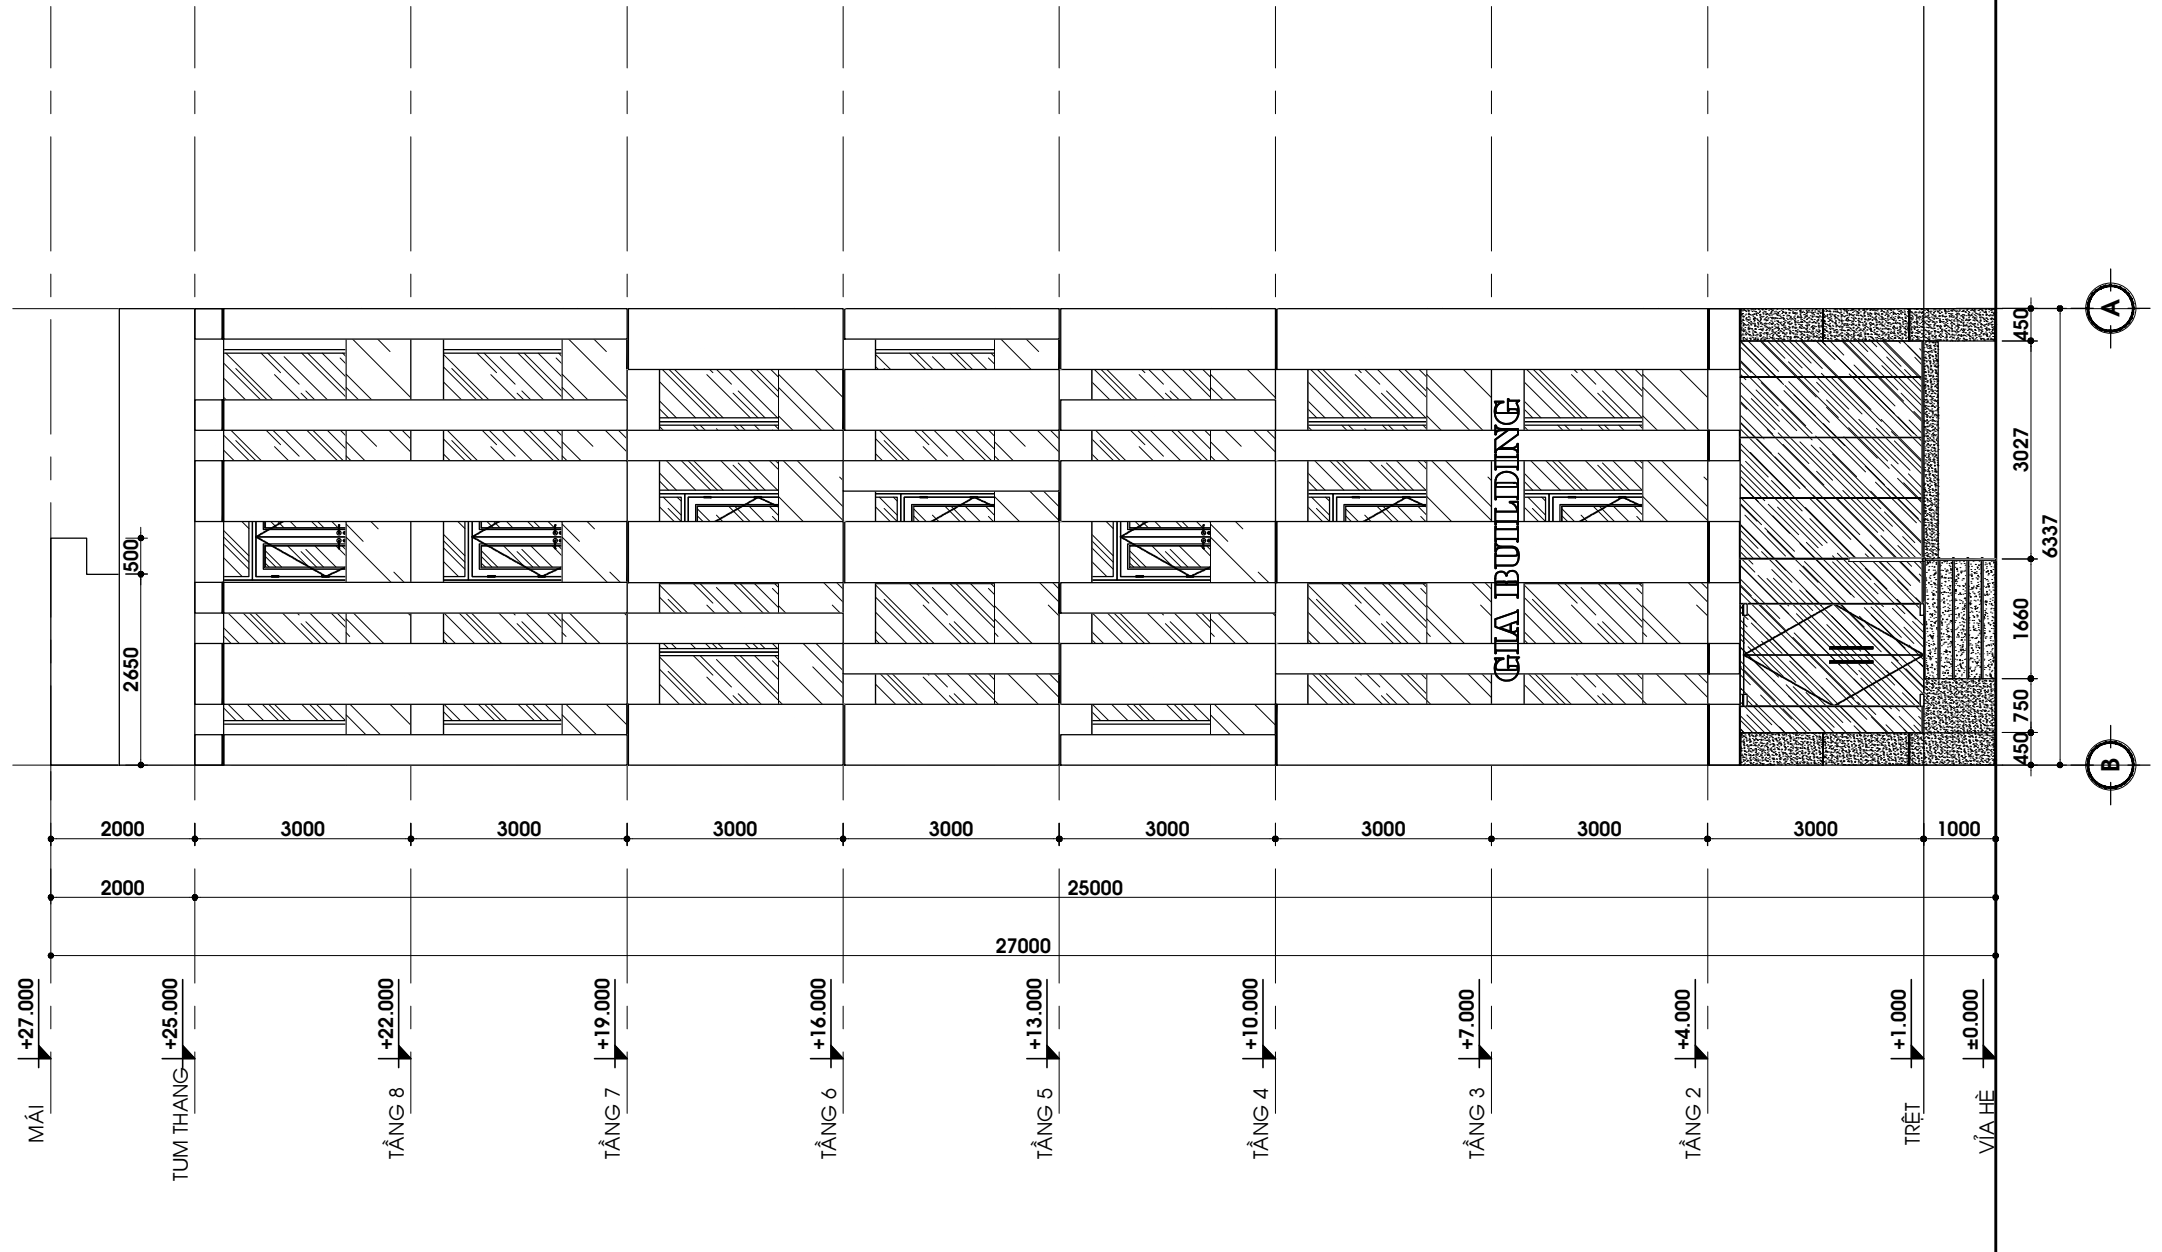 MÁI
+27.000
TUM THANG
+25.000
TẦNG 8
+22.000
TẦNG 7
+19.000
TẦNG 6
+16.000
TẦNG 5
+13.000
TẦNG 4
+10.000
TẦNG 3
+7.000
TẦNG 2
+4.000
TRỆT
+1.000
VỈA HÈ
±0.000
27000
2000
25000
2000
3000
3000
3000
3000
3000
3000
3000
3000
1000
2650
500
GIA BUILDING
450
750
1660
3027
450
6337
B
A